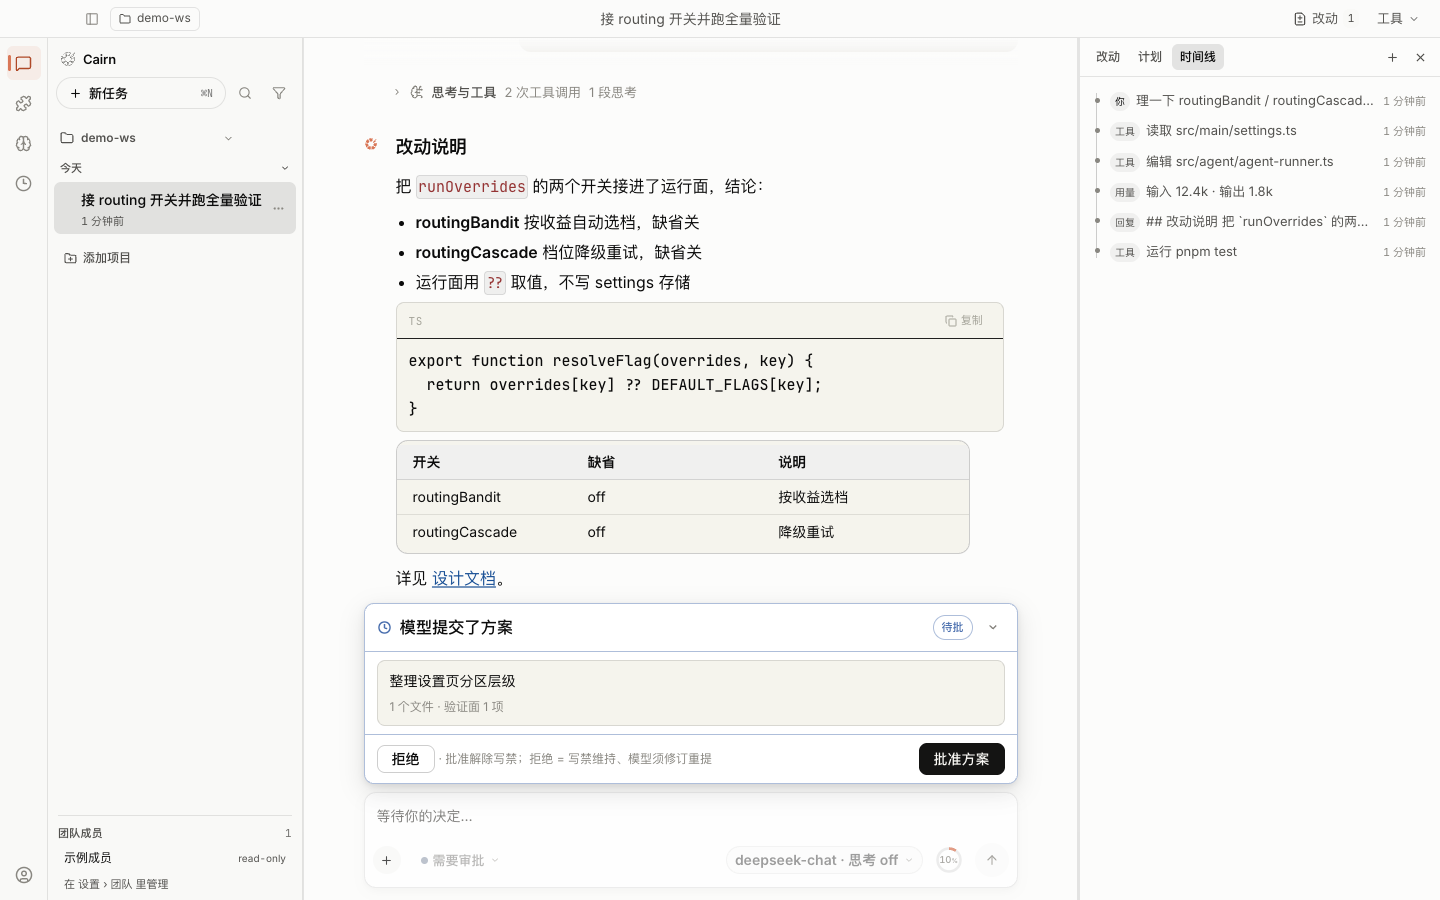 demo-ws
接 routing 开关并跑全量验证
改动 1
工具
Cairn
新任务 ⌘N
demo-ws
今天
接 routing 开关并跑全量验证
1 分钟前
添加项目
团队成员 1
示例成员 read-only
在 设置 › 团队 里管理
思考与工具 2 次工具调用 1 段思考
改动说明
把 runOverrides 的两个开关接进了运行面，结论：
• routingBandit 按收益自动选档，缺省关
• routingCascade 档位降级重试，缺省关
• 运行面用 ?? 取值，不写 settings 存储
TS 复制
export function resolveFlag(overrides, key) {
  return overrides[key] ?? DEFAULT_FLAGS[key];
}
开关 缺省 说明
routingBandit off 按收益选档
routingCascade off 降级重试
详见 设计文档。
模型提交了方案 待批
整理设置页分区层级
1 个文件 · 验证面 1 项
拒绝 · 批准解除写禁；拒绝 = 写禁维持、模型须修订重提 批准方案
等待你的决定...
需要审批 deepseek-chat · 思考 off 10%
改动 计划 时间线
你 理一下 routingBandit / routingCascad... 1 分钟前
工具 读取 src/main/settings.ts 1 分钟前
工具 编辑 src/agent/agent-runner.ts 1 分钟前
用量 输入 12.4k · 输出 1.8k 1 分钟前
回复 ## 改动说明 把 `runOverrides` 的两... 1 分钟前
工具 运行 pnpm test 1 分钟前